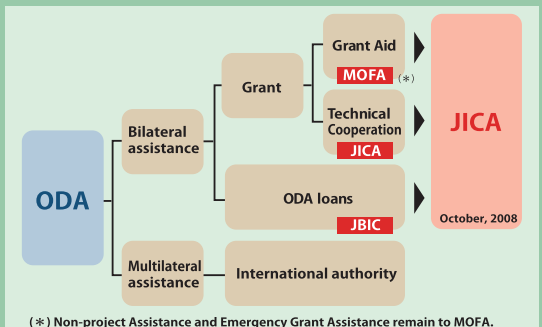 Grant Aid
MOFA
(*)
Grant
Technical
Cooperation
JICA
JICA
Bilateral
assistance
ODA
ODA loans
JBIC
October, 2008
Multilateral
assistance
International authority
(*) Non-project Assistance and Emergency Grant Assistance remain to MOFA.